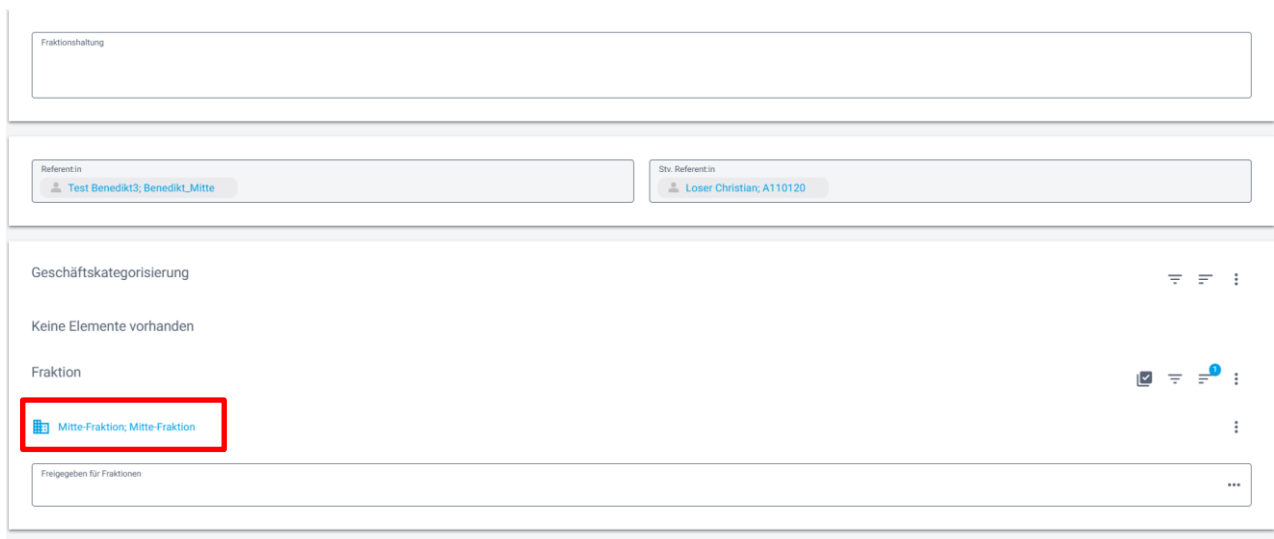 Fraktionshaltung
Referent:in
Test Benedikt3; Benedikt_Mitte
Stv. Referent:in
Loser Christian; A110120
Geschäftskategorisierung
Keine Elemente vorhanden
Fraktion
1
Mitte-Fraktion; Mitte-Fraktion
Freigegeben für Fraktionen